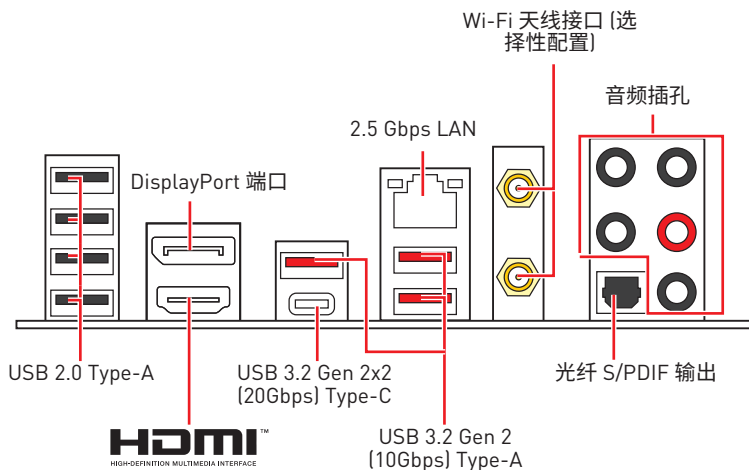 Wi-Fi 天线接口 (选
择性配置)
音频插孔
2.5 Gbps LAN
DisplayPort 端口
USB 2.0 Type-A
USB 3.2 Gen 2x2
(20Gbps) Type-C
光纤 S/PDIF 输出
HDMI™
HIGH-DEFINITION MULTIMEDIA INTERFACE
USB 3.2 Gen 2
(10Gbps) Type-A